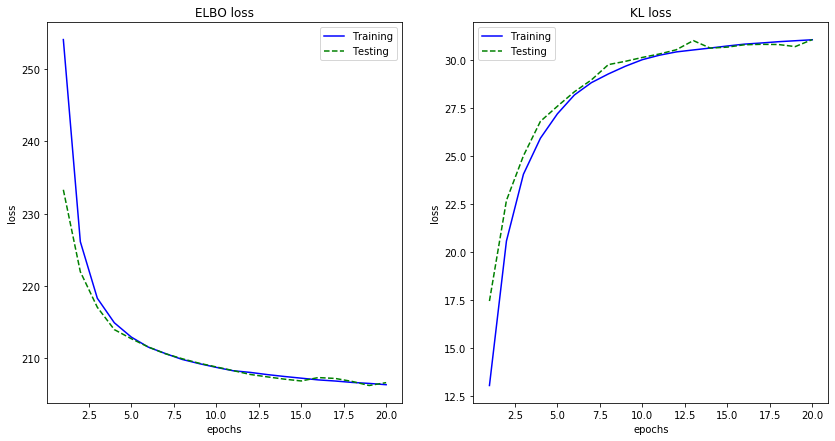 ELBO loss
Training
Testing
loss
250
240
230
220
210
2.5 5.0 7.5 10.0 12.5 15.0 17.5 20.0
epochs
KL loss
Training
Testing
loss
30.0
27.5
25.0
22.5
20.0
17.5
15.0
12.5
2.5 5.0 7.5 10.0 12.5 15.0 17.5 20.0
epochs